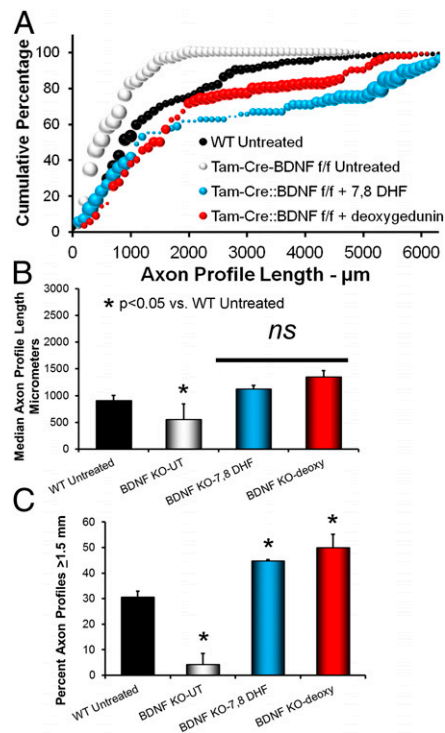 A
Cumulative Percentage
100
80
60
40
20
0
WT Untreated
Tam-Cre-BDNF f/f Untreated
Tam-Cre::BDNF f/f + 7,8 DHF
Tam-Cre::BDNF f/f + deoxygedunin
0 1000 2000 3000 4000 5000 6000
Axon Profile Length - µm
B
Median Axon Profile Length
Micrometers
3000
2500
2000
1500
1000
500
0
* p<0.05 vs. WT Untreated
ns
*
WT Untreated
BDNF KO-UT
BDNF KO-7,8 DHF
BDNF KO-deoxy
C
Percent Axon Profiles ≥1.5 mm
60
50
40
30
20
10
0
*
*
*
WT Untreated
BDNF KO-UT
BDNF KO-7,8 DHF
BDNF KO-deoxy